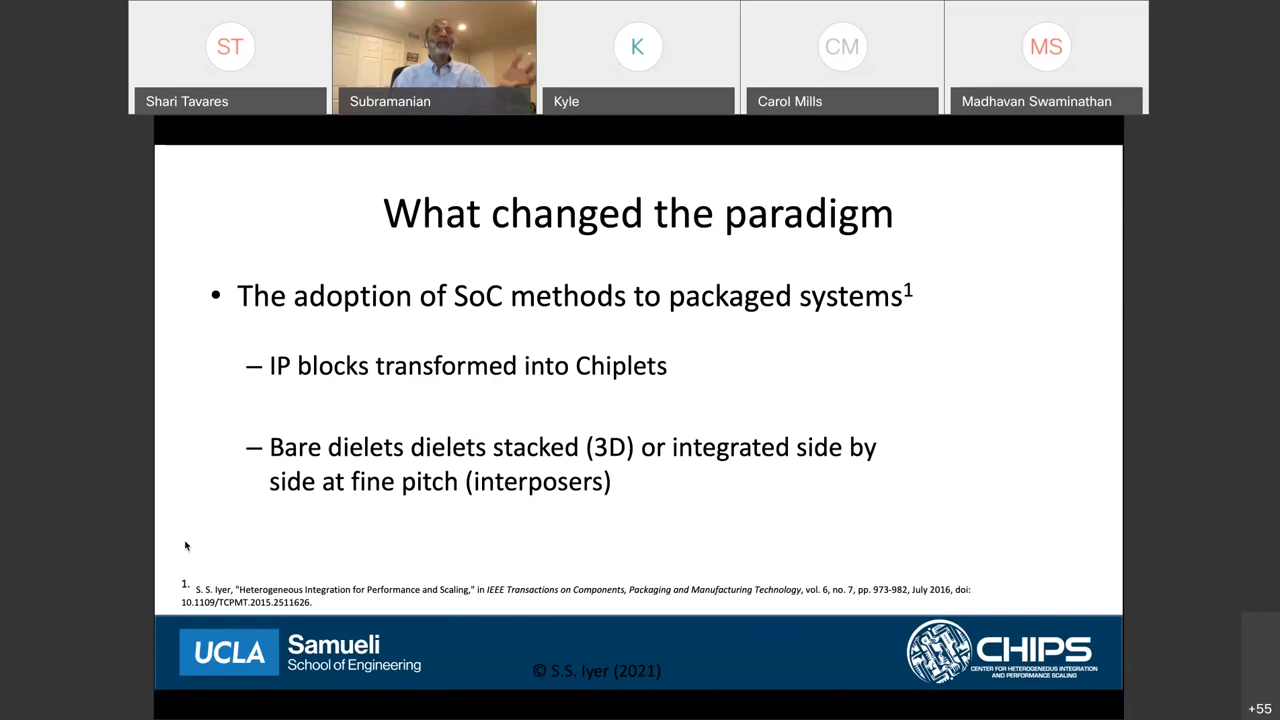 ST
K
CM
MS
Shari Tavares
Subramanian
Kyle
Carol Mills
Madhavan Swaminathan
What changed the paradigm
• The adoption of SoC methods to packaged systems1
– IP blocks transformed into Chiplets
– Bare dielets dielets stacked (3D) or integrated side by
side at fine pitch (interposers)
1. S. S. Iyer, "Heterogeneous Integration for Performance and Scaling," in IEEE Transactions on Components, Packaging and Manufacturing Technology, vol. 6, no. 7, pp. 973-982, July 2016, doi:
10.1109/TCPMT.2015.2511626.
UCLA
Samueli
School of Engineering
© S.S. Iyer (2021)
CHIPS
CENTER FOR HETEROGENEOUS INTEGRATION
AND PERFORMANCE SCALING
+55